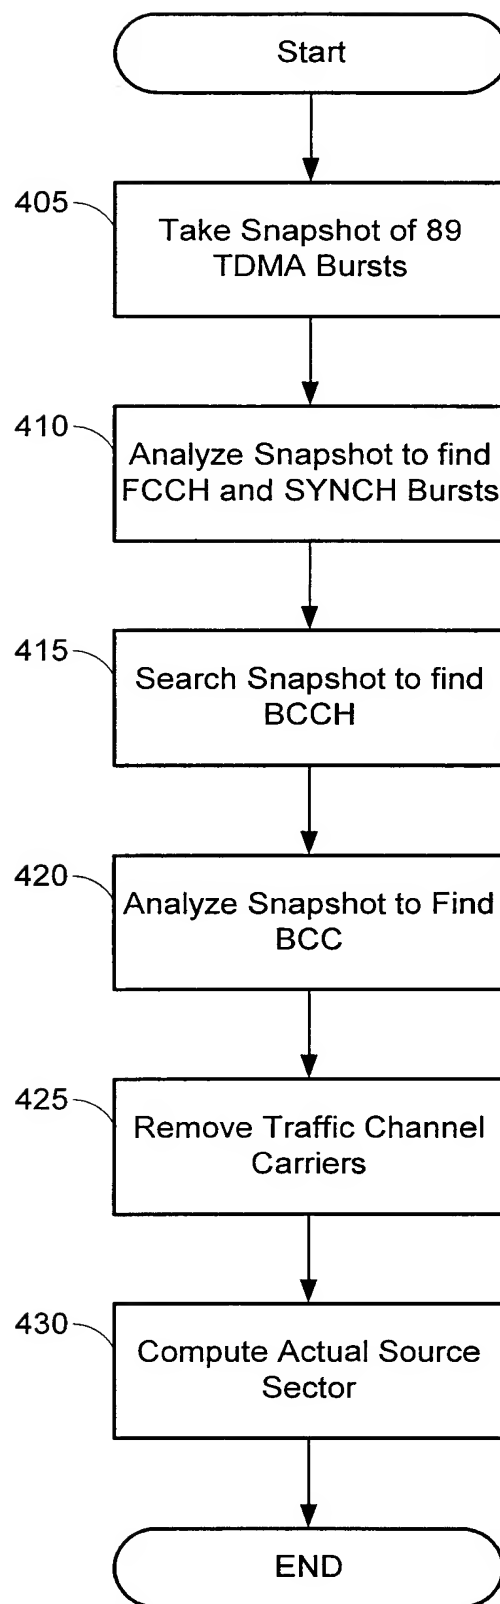 Start
405
Take Snapshot of 89
TDMA Bursts
410
Analyze Snapshot to find
FCCH and SYNCH Bursts
415
Search Snapshot to find
BCCH
420
Analyze Snapshot to Find
BCC
425
Remove Traffic Channel
Carriers
430
Compute Actual Source
Sector
END